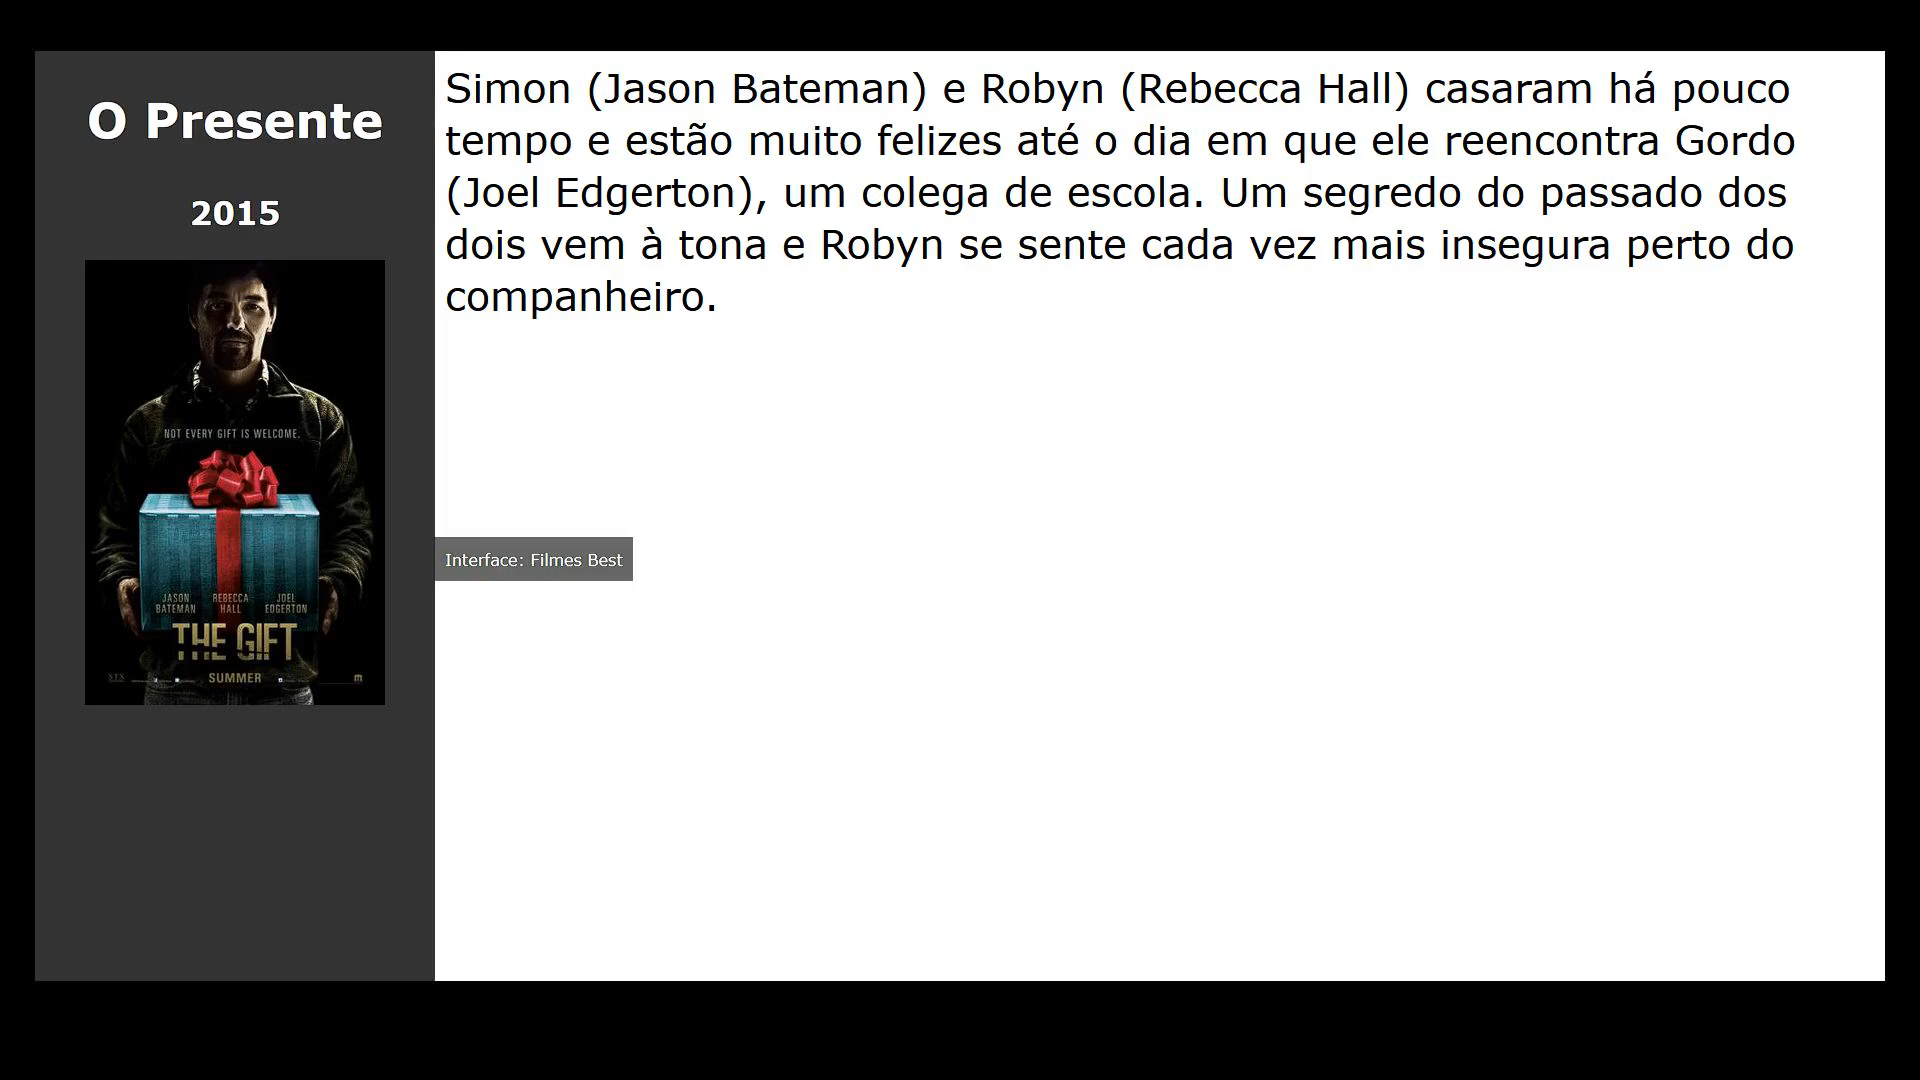 O Presente
2015
NOT EVERY GIFT IS WELCOME.
JASON REBECCA JOEL
BATEMAN HALL EDGERTON
THE GIFT
STX
SUMMER
Simon (Jason Bateman) e Robyn (Rebecca Hall) casaram há pouco
tempo e estão muito felizes até o dia em que ele reencontra Gordo
(Joel Edgerton), um colega de escola. Um segredo do passado dos
dois vem à tona e Robyn se sente cada vez mais insegura perto do
companheiro.
Interface: Filmes Best